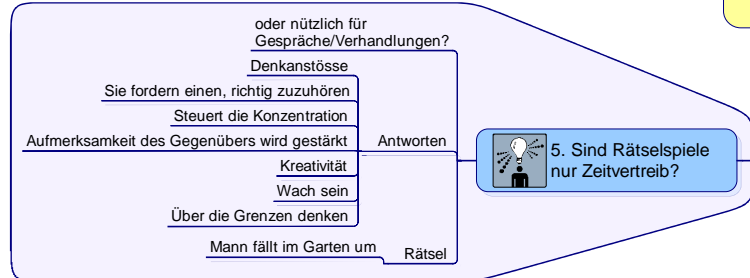 oder nützlich für
Gespräche/Verhandlungen?
Denkanstösse
Sie fordern einen, richtig zuzuhören
Steuert die Konzentration
Aufmerksamkeit des Gegenübers wird gestärkt
Kreativität
Wach sein
Über die Grenzen denken
Antworten
Mann fällt im Garten um
Rätsel
5. Sind Rätselspiele
nur Zeitvertreib?